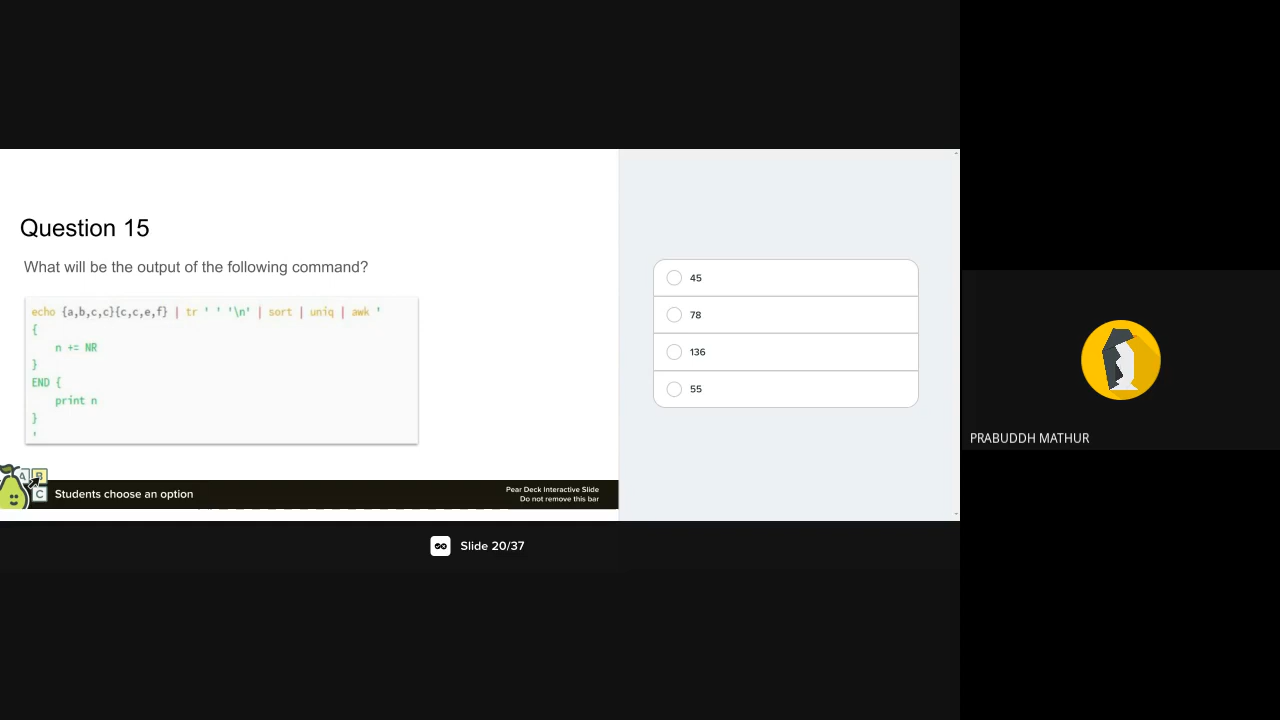 Question 15
What will be the output of the following command?
echo {a,b,c,c}{c,c,e,f} | tr ' ' '\n' | sort | uniq | awk '
{
n += NR
}
END {
print n
}
'
A B
C
Students choose an option
Pear Deck Interactive Slide
Do not remove this bar
45
78
136
55
Slide 20/37
PRABUDDH MATHUR